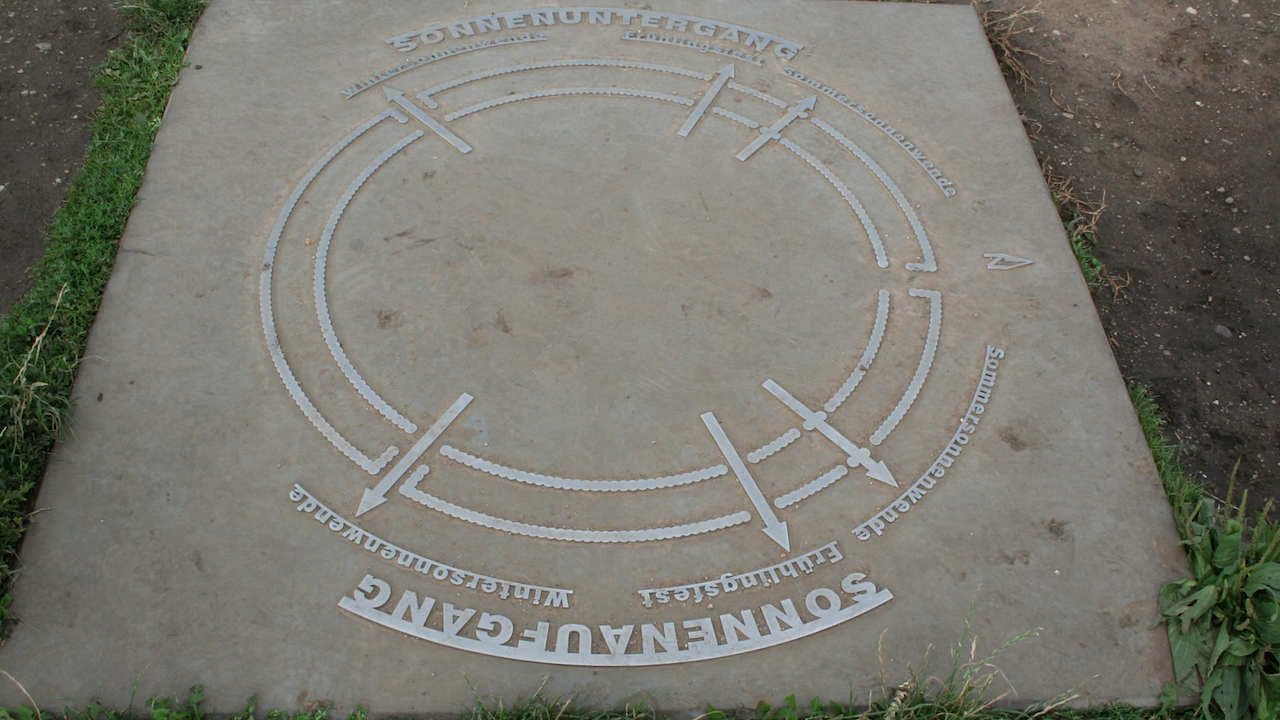 SONNENUNTERGANG
Wintersonnenwende
Frühlingsfest
Sommersonnenwende
N
Sommersonnenwende
Frühlingsfest
Wintersonnenwende
SONNENAUFGANG